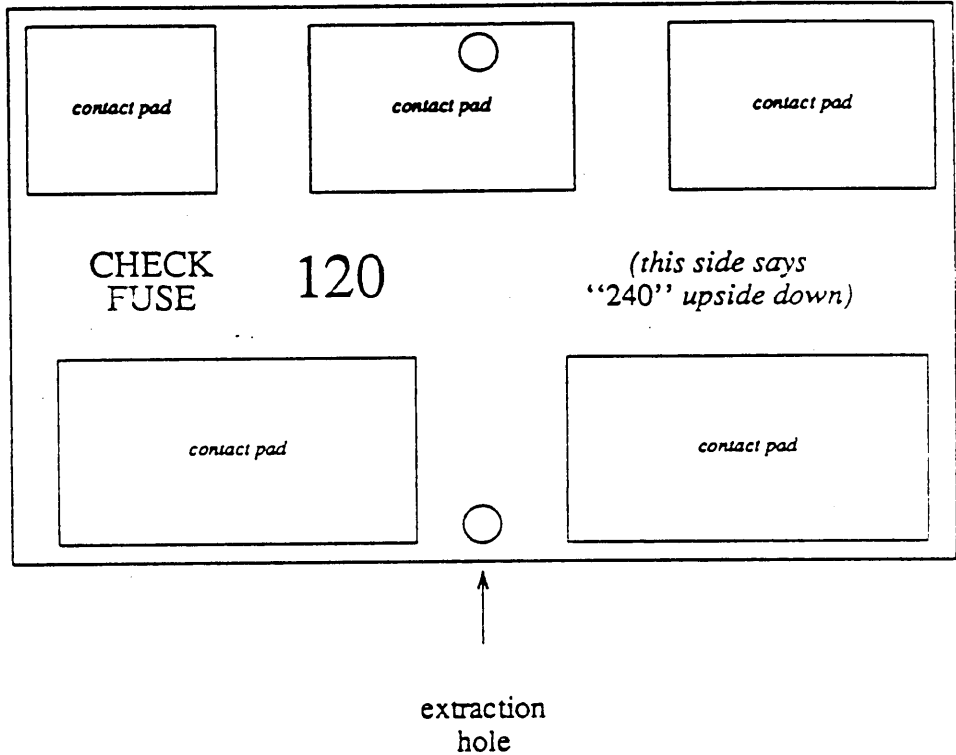 contact pad
contact pad
contact pad
CHECK
FUSE
120
(this side says
‘‘240’’ upside down)
contact pad
contact pad
extraction
hole